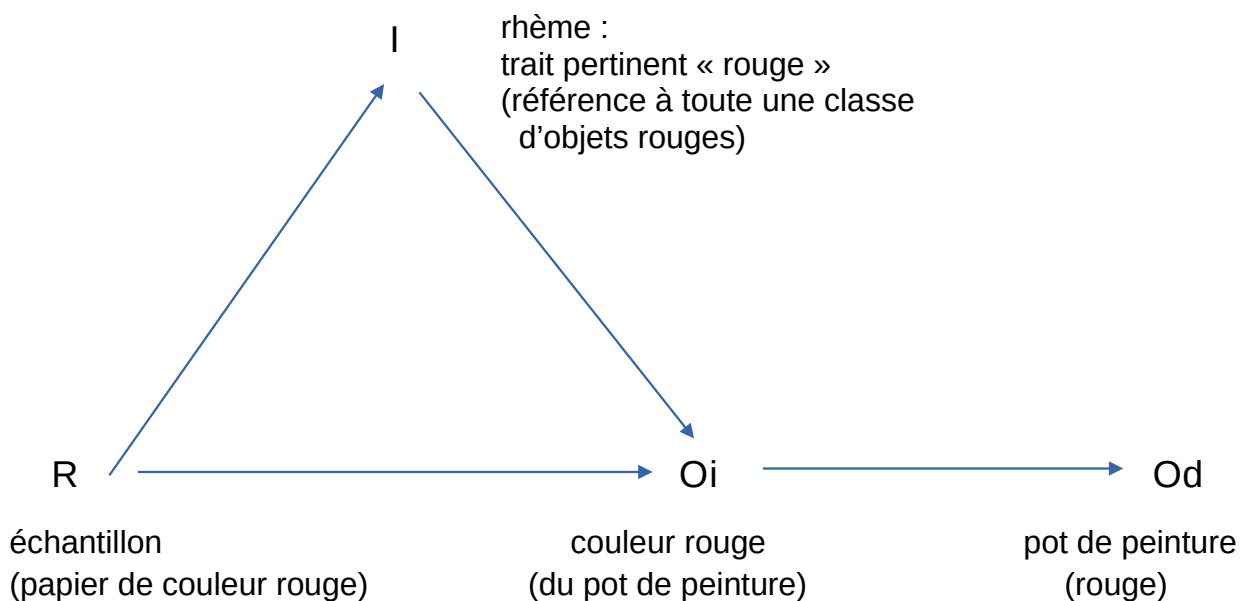 I
rhème :
trait pertinent « rouge »
(référence à toute une classe
d’objets rouges)
R
Oi
Od
échantillon
(papier de couleur rouge)
couleur rouge
(du pot de peinture)
pot de peinture
(rouge)